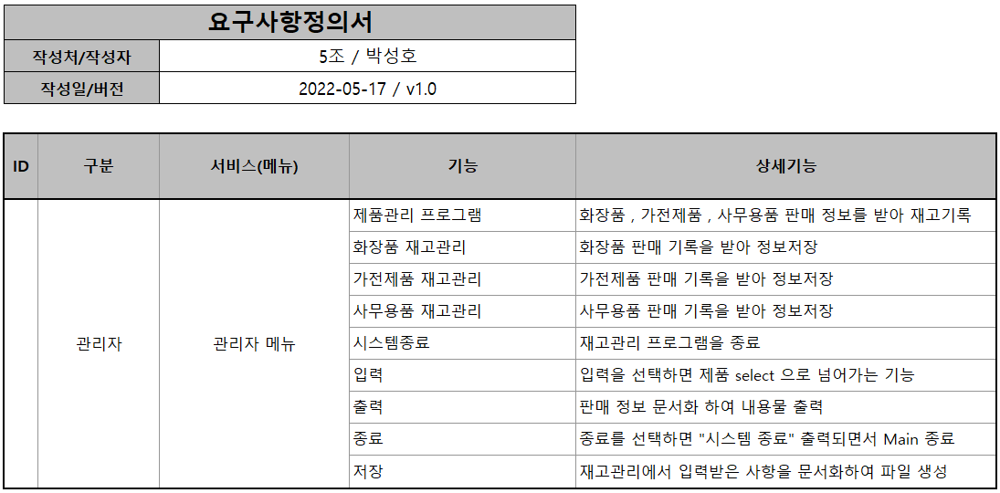 요구사항정의서
작성처/작성자 5조 / 박성호
작성일/버전 2022-05-17 / v1.0
ID 구분 서비스(메뉴) 기능 상세기능
관리자 관리자 메뉴
제품관리 프로그램 화장품 , 가전제품 , 사무용품 판매 정보를 받아 재고기록
화장품 재고관리 화장품 판매 기록을 받아 정보저장
가전제품 재고관리 가전제품 판매 기록을 받아 정보저장
사무용품 재고관리 사무용품 판매 기록을 받아 정보저장
시스템종료 재고관리 프로그램을 종료
입력 입력을 선택하면 제품 select 으로 넘어가는 기능
출력 판매 정보 문서화 하여 내용물 출력
종료 종료를 선택하면 "시스템 종료" 출력되면서 Main 종료
저장 재고관리에서 입력받은 사항을 문서화하여 파일 생성